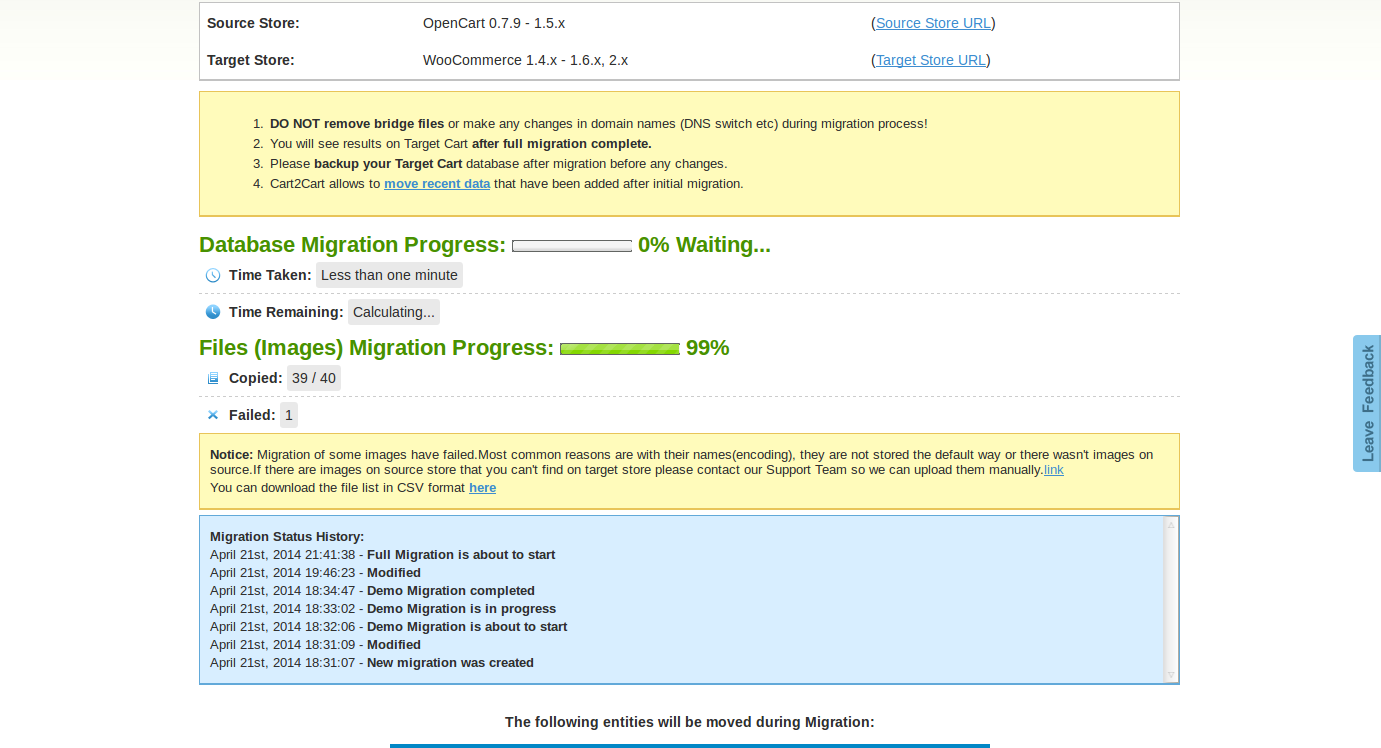 Source Store: OpenCart 0.7.9 - 1.5.x (Source Store URL)
Target Store: WooCommerce 1.4.x - 1.6.x, 2.x (Target Store URL)
1. DO NOT remove bridge files or make any changes in domain names (DNS switch etc) during migration process!
2. You will see results on Target Cart after full migration complete.
3. Please backup your Target Cart database after migration before any changes.
4. Cart2Cart allows to move recent data that have been added after initial migration.
Database Migration Progress: 0% Waiting...
Time Taken: Less than one minute
Time Remaining: Calculating...
Files (Images) Migration Progress: 99%
Copied: 39 / 40
Failed: 1
Notice: Migration of some images have failed.Most common reasons are with their names(encoding), they are not stored the default way or there wasn't images on
source.If there are images on source store that you can't find on target store please contact our Support Team so we can upload them manually.link
You can download the file list in CSV format here
Migration Status History:
April 21st, 2014 21:41:38 - Full Migration is about to start
April 21st, 2014 19:46:23 - Modified
April 21st, 2014 18:34:47 - Demo Migration completed
April 21st, 2014 18:33:02 - Demo Migration is in progress
April 21st, 2014 18:32:06 - Demo Migration is about to start
April 21st, 2014 18:31:09 - Modified
April 21st, 2014 18:31:07 - New migration was created
The following entities will be moved during Migration:
Leave Feedback